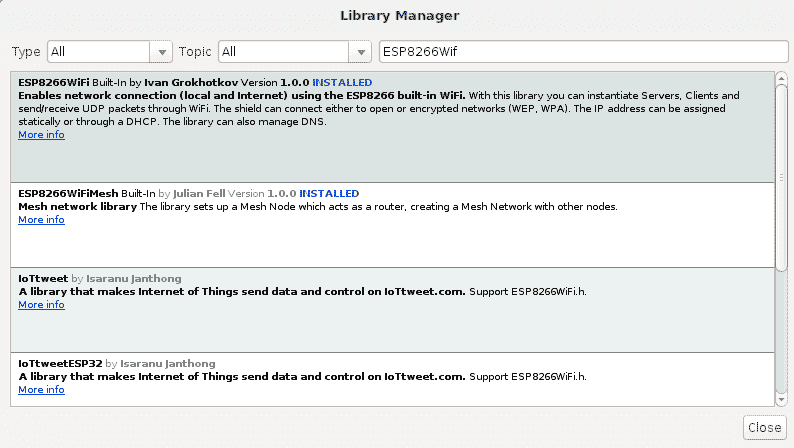 Library Manager
Type All Topic All ESP8266Wif
ESP8266WiFi Built-In by Ivan Grokhotkov Version 1.0.0 INSTALLED
Enables network connection (local and Internet) using the ESP8266 built-in WiFi. With this library you can instantiate Servers, Clients and
send/receive UDP packets through WiFi. The shield can connect either to open or encrypted networks (WEP, WPA). The IP address can be assigned
statically or through a DHCP. The library can also manage DNS.
More info
ESP8266WiFiMesh Built-In by Julian Fell Version 1.0.0 INSTALLED
Mesh network library The library sets up a Mesh Node which acts as a router, creating a Mesh Network with other nodes.
More info
IoTtweet by Isaranu Janthong
A library that makes Internet of Things send data and control on IoTtweet.com. Support ESP8266WiFi.h.
More info
IoTtweetESP32 by Isaranu Janthong
A library that makes Internet of Things send data and control on IoTtweet.com. Support ESP8266WiFi.h.
More info
Close